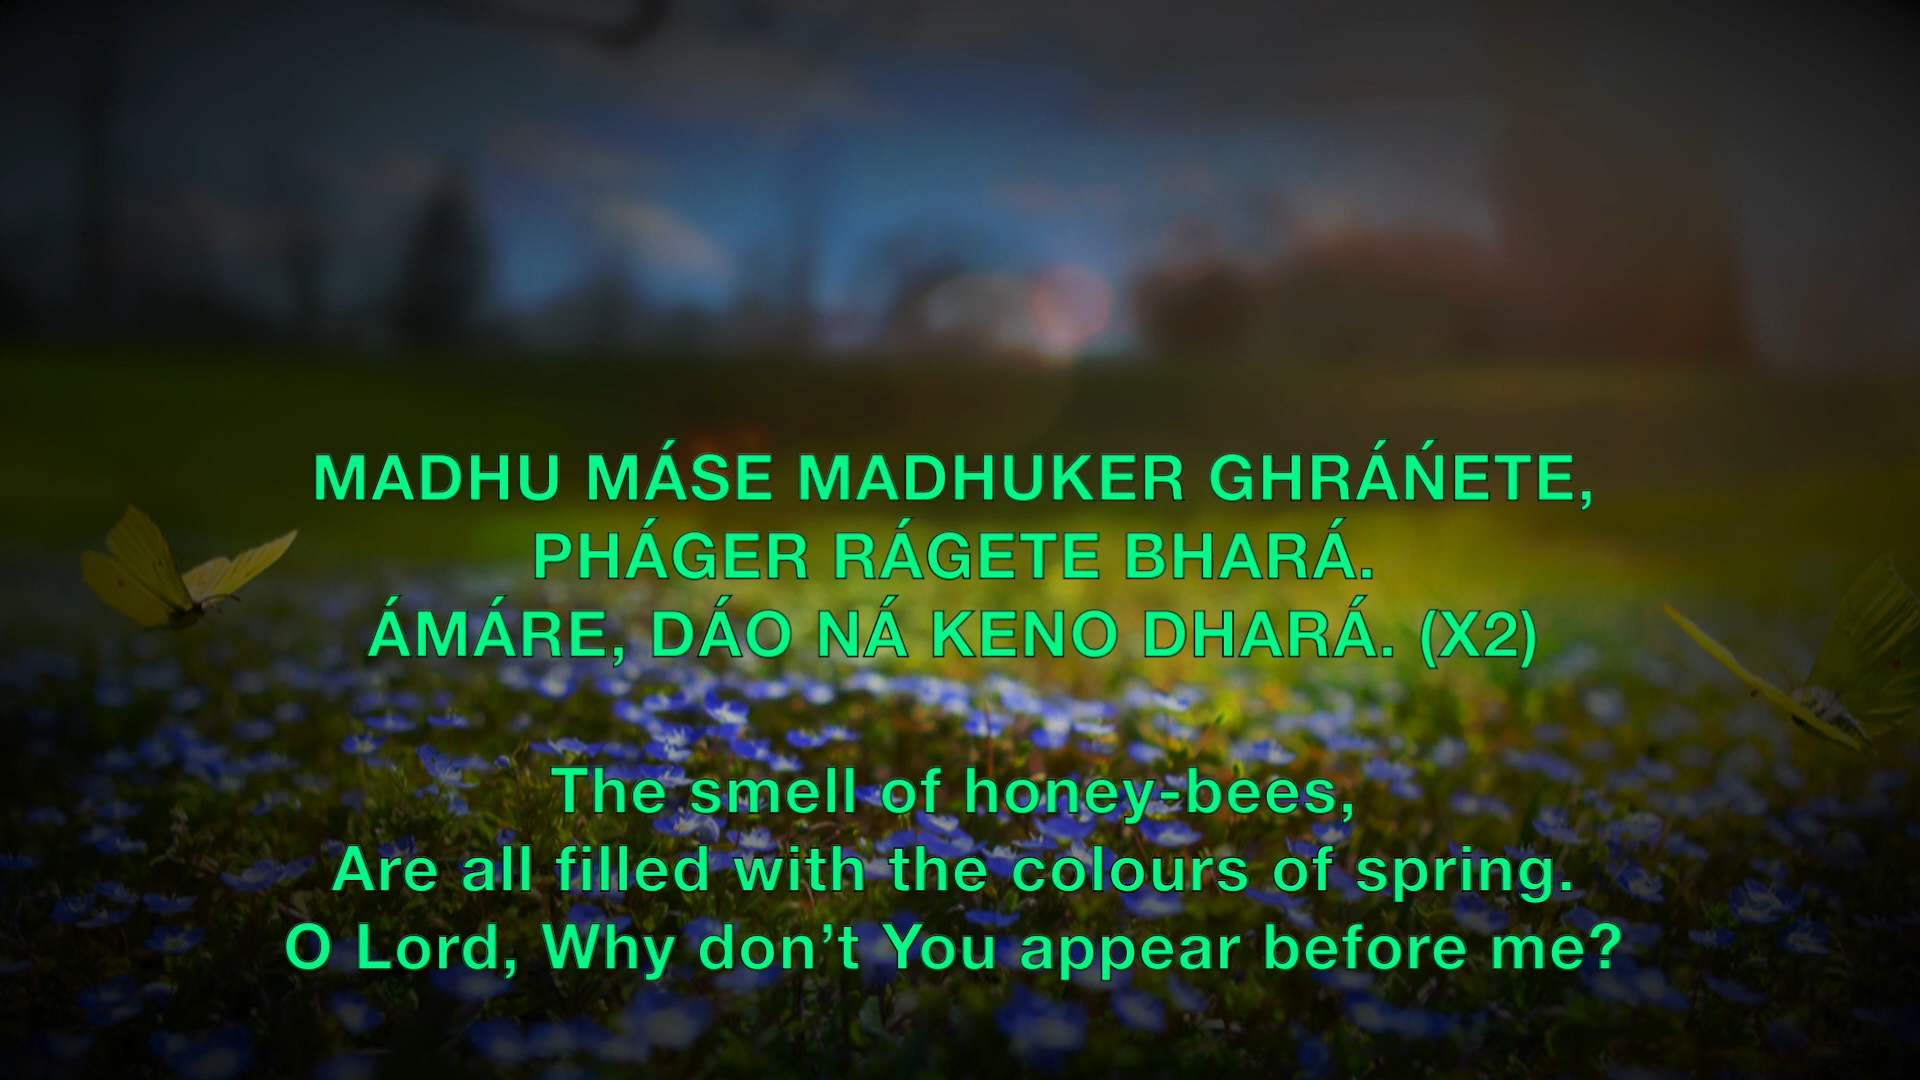 MADHU MÁSE MADHUKER GHRÁŃETE,
PHÁGER RÁGETE BHARÁ.
ÁMÁRE, DÁO NÁ KENO DHARÁ. (X2)
The smell of honey-bees,
Are all filled with the colours of spring.
O Lord, Why don’t You appear before me?